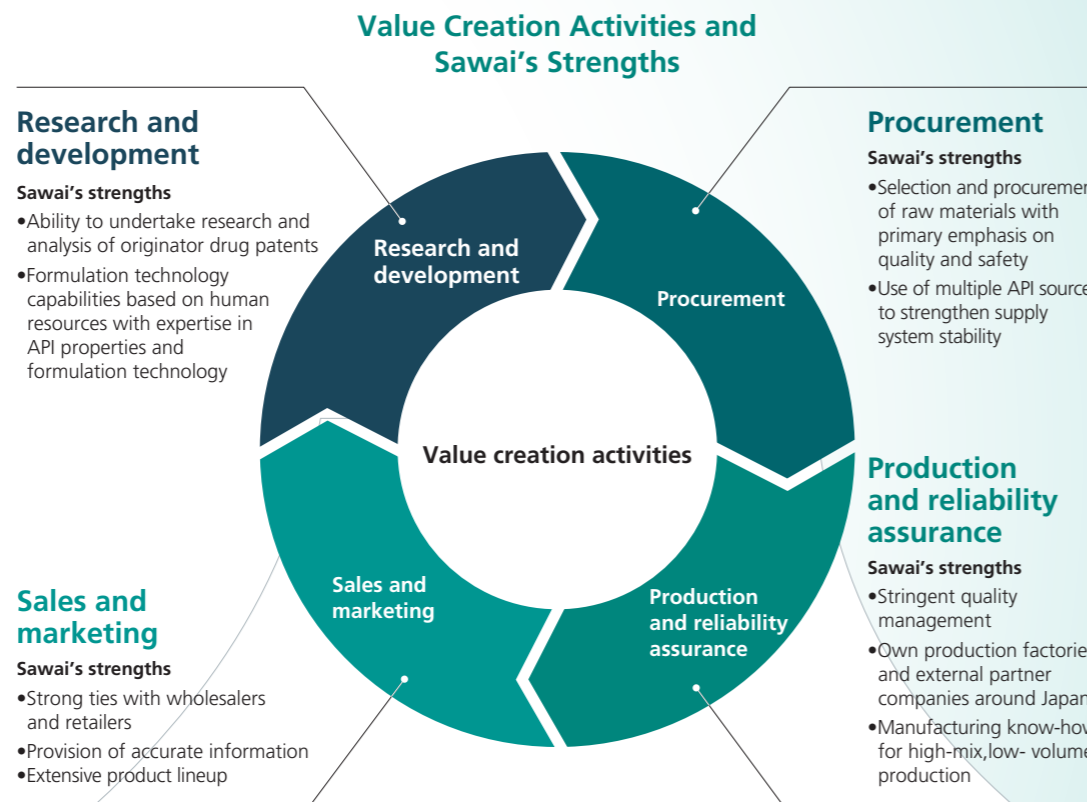 Value Creation Activities and
Sawai's Strengths
Research and
development
Sawai's strengths
•Ability to undertake research and
analysis of originator drug patents
•Formulation technology
capabilities based on human
resources with expertise in
API properties and
formulation technology
Procurement
Sawai's strengths
•Selection and procuremen
of raw materials with
primary emphasis on
quality and safety
•Use of multiple API source
to strengthen supply
system stability
Research and
development
Procurement
Value creation activities
Sales and
marketing
Production
and reliability
assurance
Sales and
marketing
Sawai's strengths
•Strong ties with wholesalers
and retailers
•Provision of accurate information
•Extensive product lineup
Production
and reliability
assurance
Sawai's strengths
•Stringent quality
management
•Own production factorie
and external partner
companies around Japan
•Manufacturing know-how
for high-mix,low- volume
production